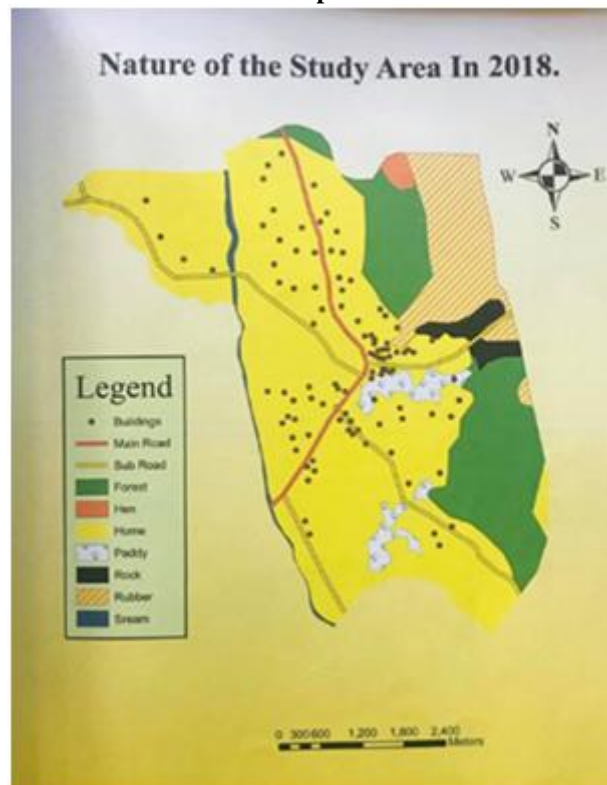 Nature of the Study Area In 2018.
N
W
E
S
Legend
Buildings
Main Road
Sub Road
Forest
Hen
Home
Paddy
Rock
Rubber
Sream
0 300 600 1,200 1,800 2,400
Meters